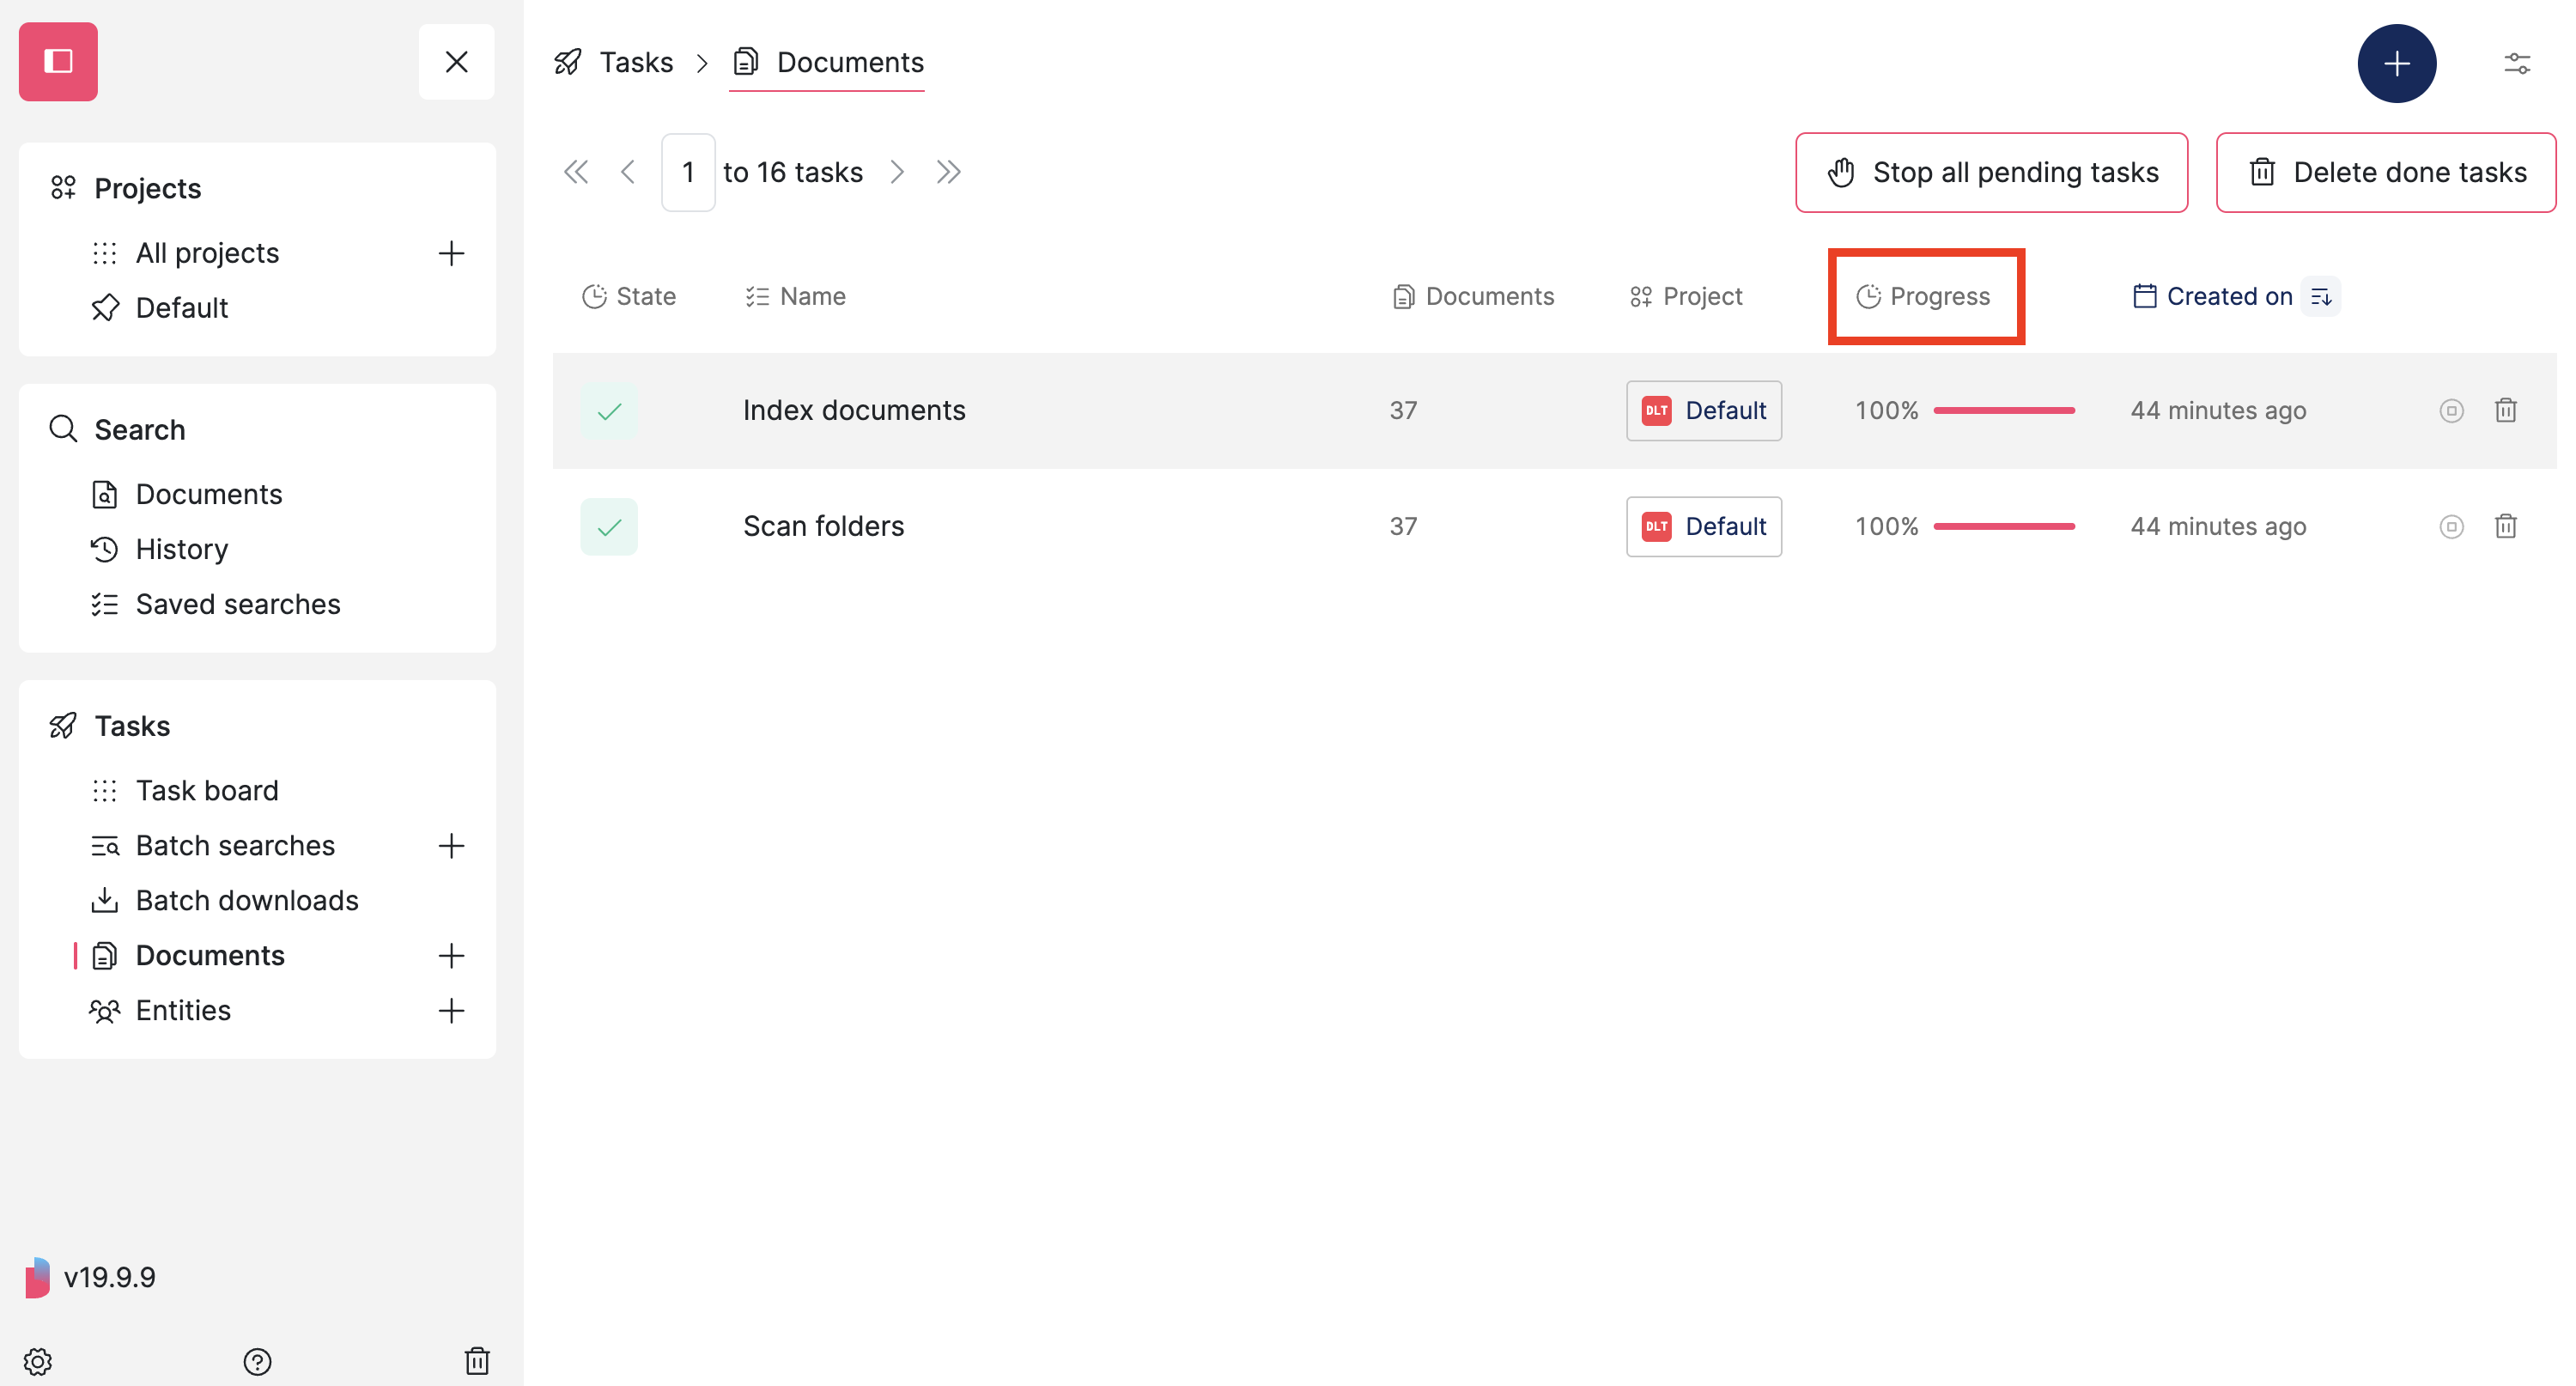 Projects
All projects
Default
Search
Documents
History
Saved searches
Tasks
Task board
Batch searches
Batch downloads
Documents
Entities
v19.9.9
Tasks > Documents
1 to 16 tasks
Stop all pending tasks
Delete done tasks
State Name Documents Project Progress Created on
Index documents 37 DLT Default 100% 44 minutes ago
Scan folders 37 DLT Default 100% 44 minutes ago